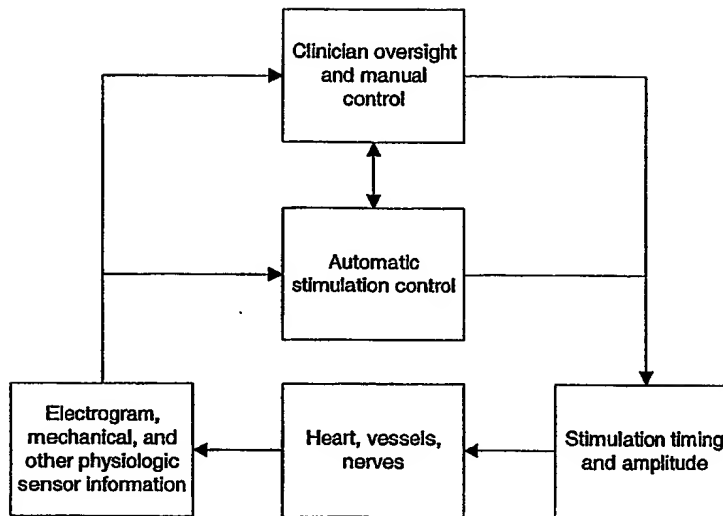 Clinician oversight
and manual
control
Automatic
stimulation control
Electrogram,
mechanical, and
other physiologic
sensor information
Heart, vessels,
nerves
Stimulation timing
and amplitude